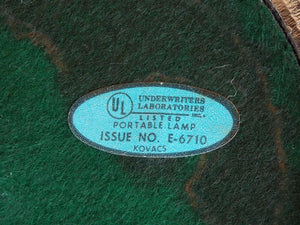 UL
UNDERWRITERS
LABORATORIES
INC.
LISTED
PORTABLE LAMP
ISSUE NO. E-6710
KOVACS